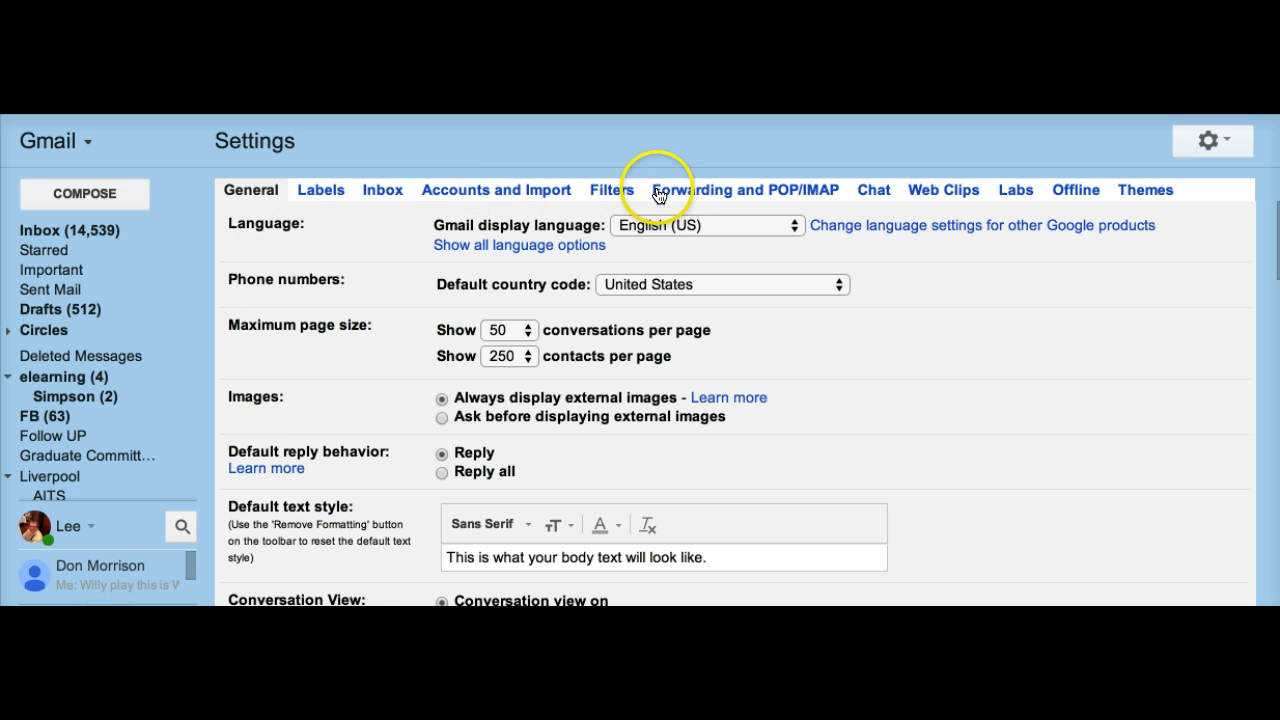 Gmail
Settings
COMPOSE
General Labels Inbox Accounts and Import Filters Forwarding and POP/IMAP Chat Web Clips Labs Offline Themes
Inbox (14,539)
Starred
Important
Sent Mail
Drafts (512)
Circles
Deleted Messages
elearning (4)
Simpson (2)
FB (63)
Follow UP
Graduate Committ…
Liverpool
AITS
Lee
Don Morrison
Me: Willy play this is
Language:
Gmail display language: English (US) Change language settings for other Google products
Show all language options
Phone numbers:
Default country code: United States
Maximum page size:
Show 50 conversations per page
Show 250 contacts per page
Images:
Always display external images - Learn more
Ask before displaying external images
Default reply behavior:
Learn more
Reply
Reply all
Default text style:
(Use the 'Remove Formatting' button
on the toolbar to reset the default text
style)
Sans Serif
This is what your body text will look like.
Conversation View:
Conversation view on